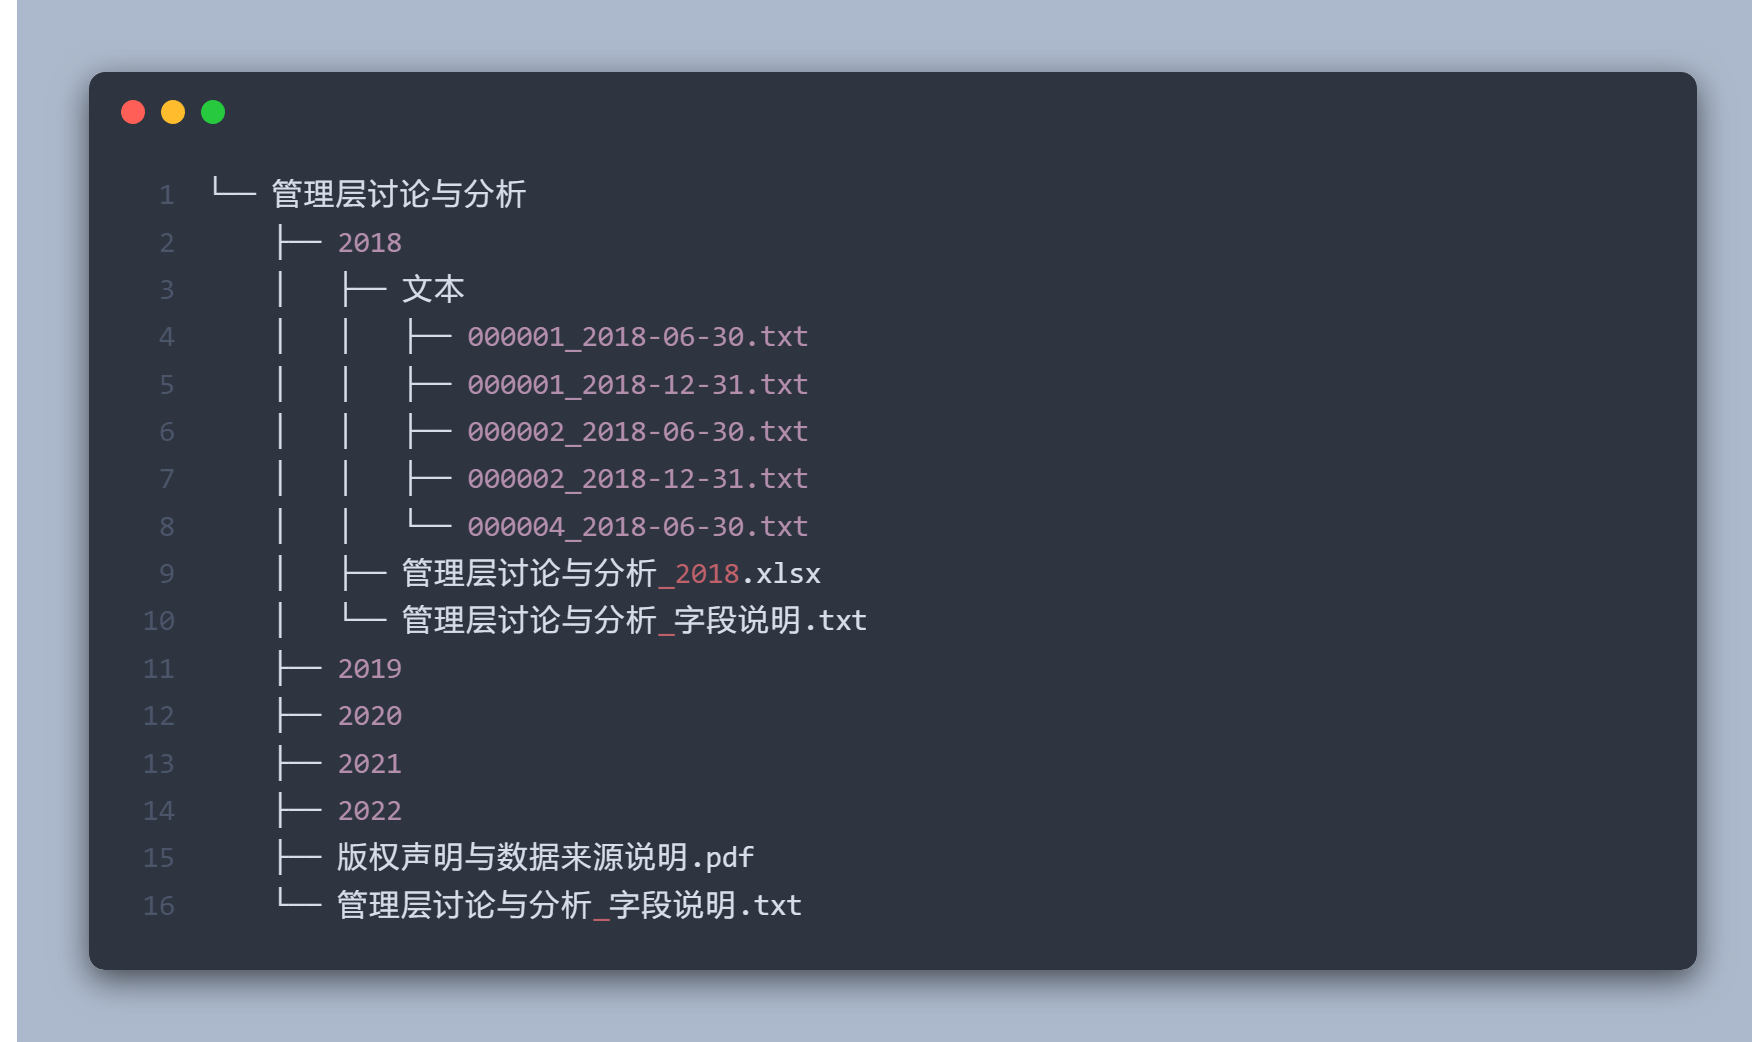 1 └── 管理层讨论与分析
2     ├── 2018
3     │   ├── 文本
4     │   │   ├── 000001_2018-06-30.txt
5     │   │   ├── 000001_2018-12-31.txt
6     │   │   ├── 000002_2018-06-30.txt
7     │   │   ├── 000002_2018-12-31.txt
8     │   │   └── 000004_2018-06-30.txt
9     │   ├── 管理层讨论与分析_2018.xlsx
10     │   └── 管理层讨论与分析_字段说明.txt
11     ├── 2019
12     ├── 2020
13     ├── 2021
14     ├── 2022
15     ├── 版权声明与数据来源说明.pdf
16     └── 管理层讨论与分析_字段说明.txt